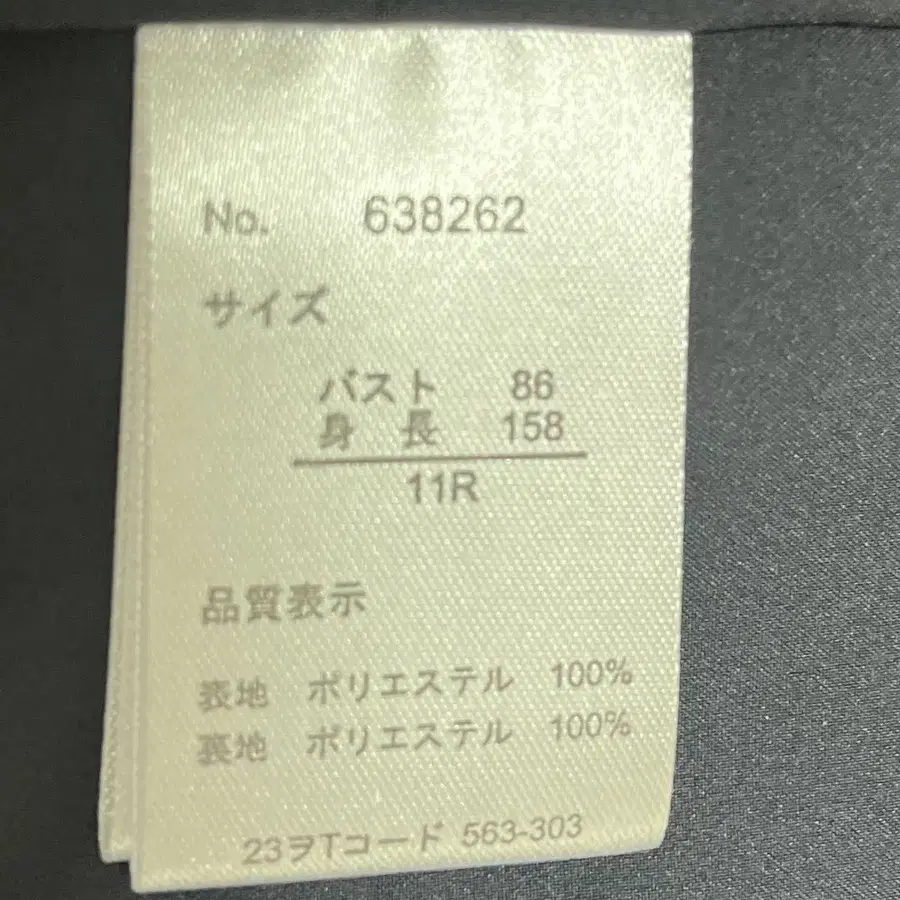 No. 638262
サイズ
バスト 86
身 長 158
11R
品質表示
表地 ポリエステル 100%
裏地 ポリエステル 100%
23ヲTコード 563-303